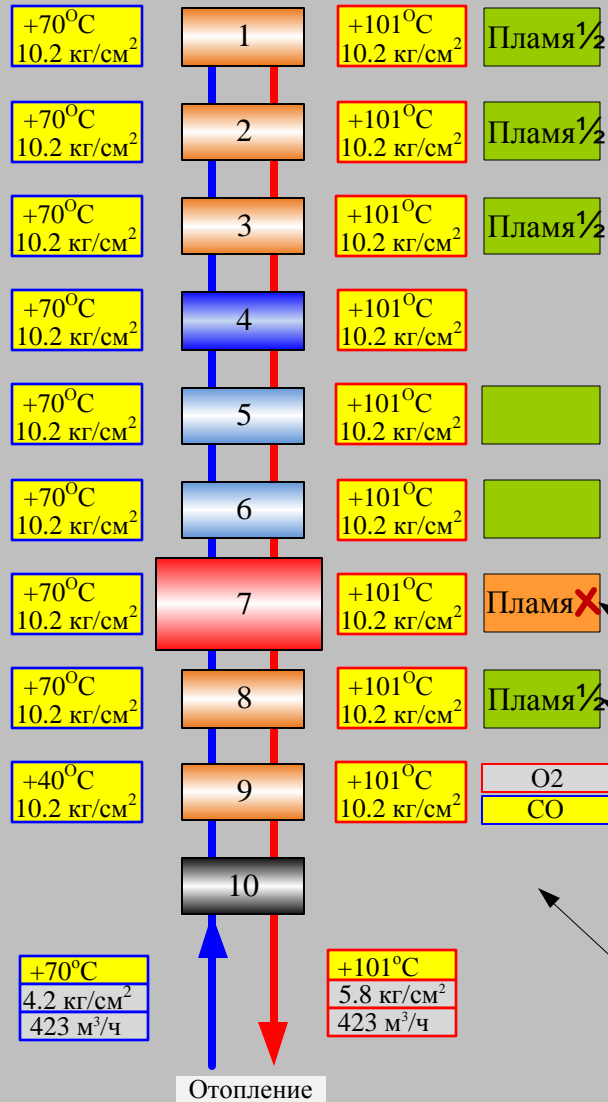 +70°C 1 +101°C Пламя½
10.2 кг/см² 10.2 кг/см²
+70°C 2 +101°C Пламя½
10.2 кг/см² 10.2 кг/см²
+70°C 3 +101°C Пламя½
10.2 кг/см² 10.2 кг/см²
+70°C 4 +101°C
10.2 кг/см² 10.2 кг/см²
+70°C 5 +101°C
10.2 кг/см² 10.2 кг/см²
+70°C 6 +101°C
10.2 кг/см² 10.2 кг/см²
+70°C 7 +101°C Пламя✗
10.2 кг/см² 10.2 кг/см²
+70°C 8 +101°C Пламя½
10.2 кг/см² 10.2 кг/см²
+40°C 9 +101°C O2
10.2 кг/см² 10.2 кг/см² CO
10
+70°C +101°C
4.2 кг/см² 5.8 кг/см²
423 м³/ч 423 м³/ч
Отопление